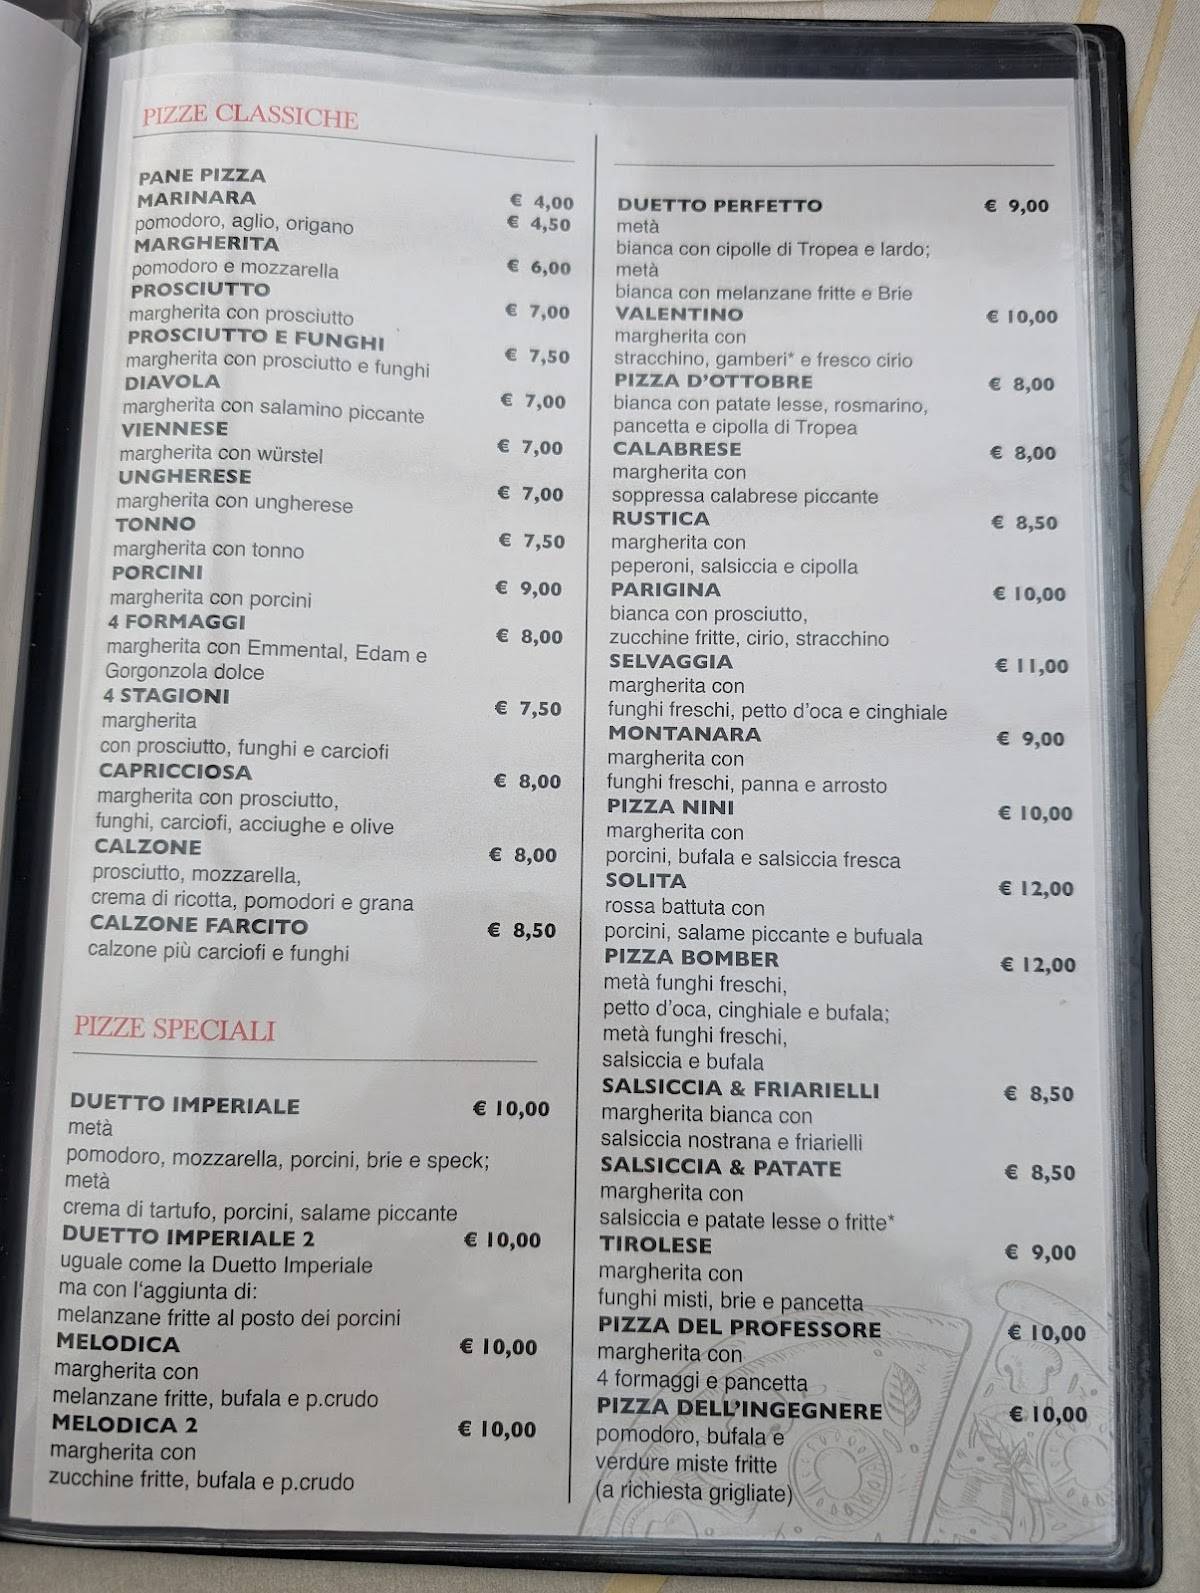 PIZZE CLASSICHE
PANE PIZZA € 4,00
MARINARA € 4,50
pomodoro, aglio, origano
MARGHERITA € 6,00
pomodoro e mozzarella
PROSCIUTTO € 7,00
margherita con prosciutto
PROSCIUTTO E FUNGHI € 7,50
margherita con prosciutto e funghi
DIAVOLA € 7,00
margherita con salamino piccante
VIENNESE € 7,00
margherita con würstel
UNGHERESE € 7,00
margherita con ungherese
TONNO € 7,50
margherita con tonno
PORCINI € 9,00
margherita con porcini
4 FORMAGGI € 8,00
margherita con Emmental, Edam e
Gorgonzola dolce
4 STAGIONI € 7,50
margherita
con prosciutto, funghi e carciofi
CAPRICCIOSA € 8,00
margherita con prosciutto,
funghi, carciofi, acciughe e olive
CALZONE € 8,00
prosciutto, mozzarella,
crema di ricotta, pomodori e grana
CALZONE FARCITO € 8,50
calzone più carciofi e funghi
PIZZE SPECIALI
DUETTO IMPERIALE € 10,00
metà
pomodoro, mozzarella, porcini, brie e speck;
metà
crema di tartufo, porcini, salame piccante
DUETTO IMPERIALE 2 € 10,00
uguale come la Duetto Imperiale
ma con l'aggiunta di:
melanzane fritte al posto dei porcini
MELODICA € 10,00
margherita con
melanzane fritte, bufala e p.crudo
MELODICA 2 € 10,00
margherita con
zucchine fritte, bufala e p.crudo
DUETTO PERFETTO € 9,00
metà
bianca con cipolle di Tropea e lardo;
metà
bianca con melanzane fritte e Brie
VALENTINO € 10,00
margherita con
stracchino, gamberi* e fresco cirio
PIZZA D'OTTOBRE € 8,00
bianca con patate lesse, rosmarino,
pancetta e cipolla di Tropea
CALABRESE € 8,00
margherita con
soppressa calabrese piccante
RUSTICA € 8,50
margherita con
peperoni, salsiccia e cipolla
PARIGINA € 10,00
bianca con prosciutto,
zucchine fritte, cirio, stracchino
SELVAGGIA € 11,00
margherita con
funghi freschi, petto d'oca e cinghiale
MONTANARA € 9,00
margherita con
funghi freschi, panna e arrosto
PIZZA NINI € 10,00
margherita con
porcini, bufala e salsiccia fresca
SOLITA € 12,00
rossa battuta con
porcini, salame piccante e bufuala
PIZZA BOMBER € 12,00
metà funghi freschi,
petto d'oca, cinghiale e bufala;
metà funghi freschi,
salsiccia e bufala
SALSICCIA & FRIARIELLI € 8,50
margherita bianca con
salsiccia nostrana e friarielli
SALSICCIA & PATATE € 8,50
margherita con
salsiccia e patate lesse o fritte*
TIROLESE € 9,00
margherita con
funghi misti, brie e pancetta
PIZZA DEL PROFESSORE € 10,00
margherita con
4 formaggi e pancetta
PIZZA DELL'INGEGNERE € 10,00
pomodoro, bufala e
verdure miste fritte
(a richiesta grigliate)